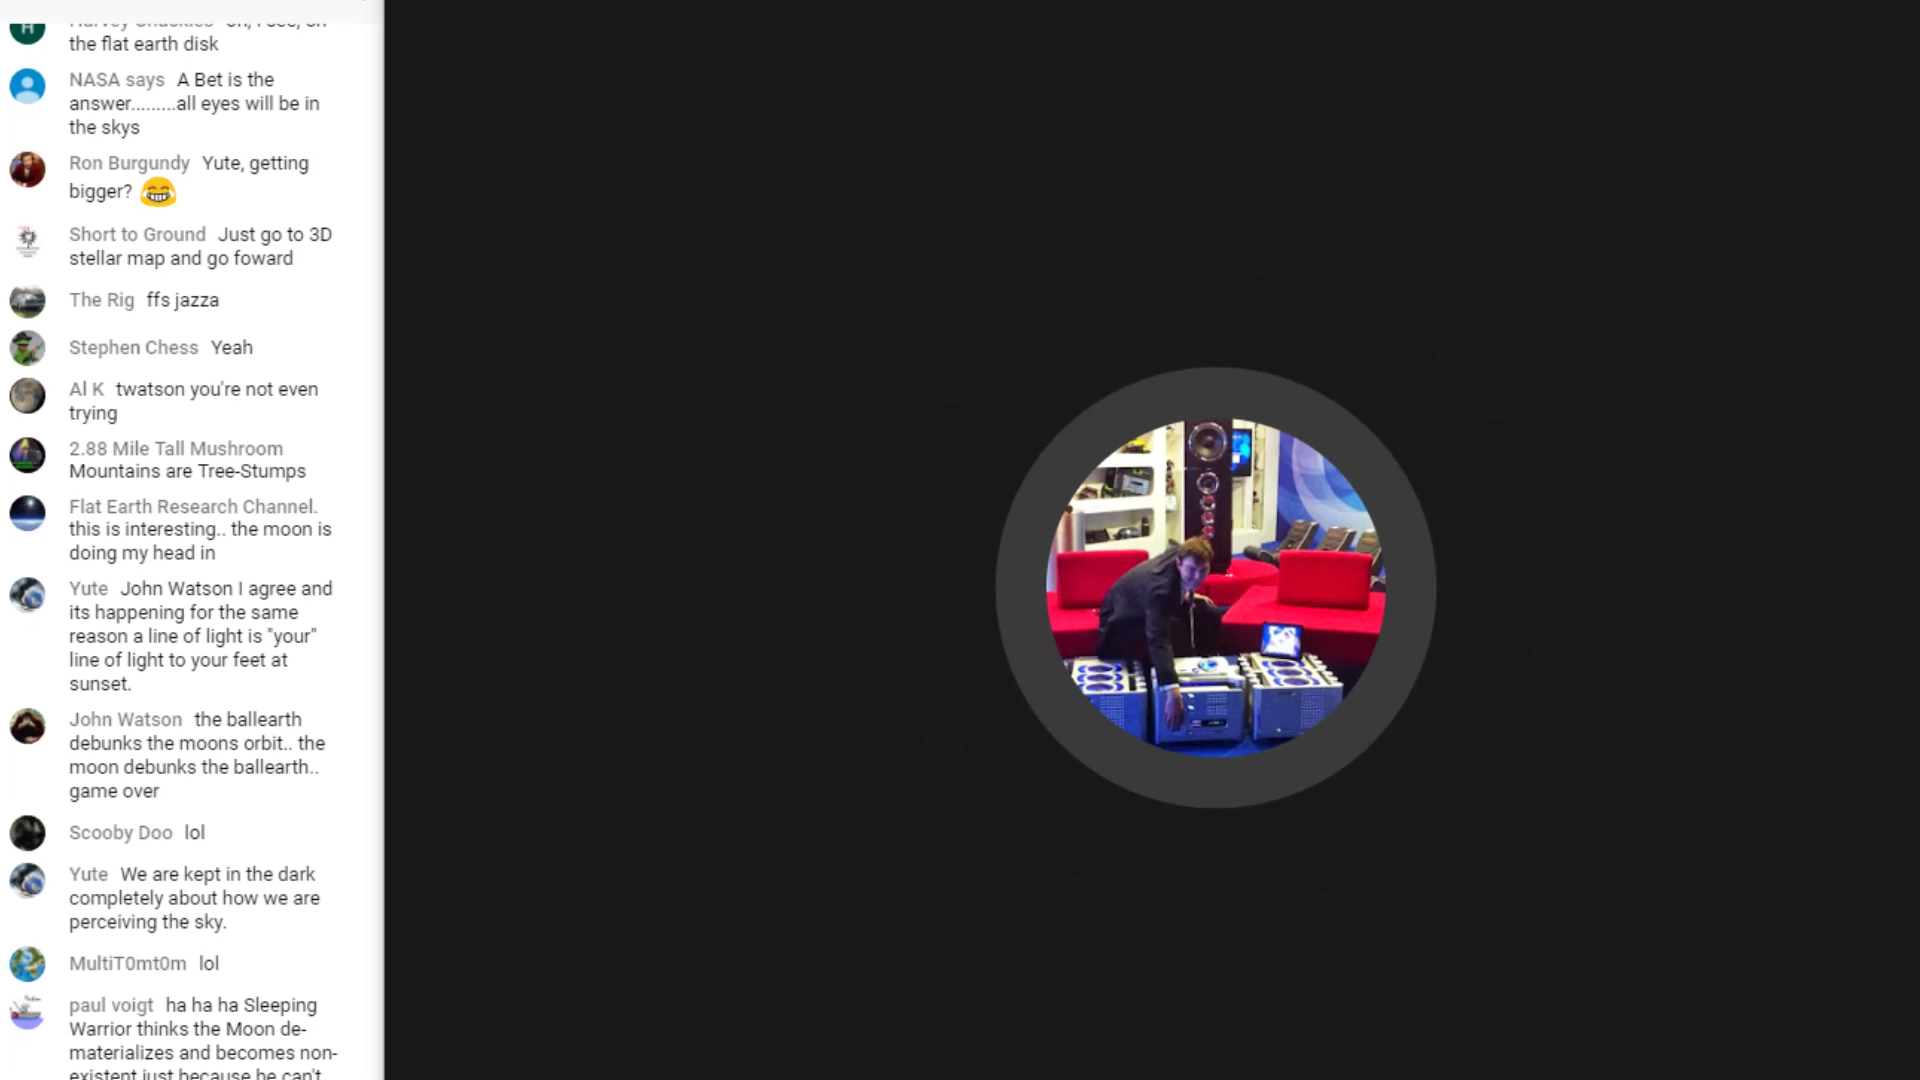 the flat earth disk
NASA says A Bet is the
answer.........all eyes will be in
the skys
Ron Burgundy Yute, getting
bigger?
Short to Ground Just go to 3D
stellar map and go foward
The Rig ffs jazza
Stephen Chess Yeah
Al K twatson you're not even
trying
2.88 Mile Tall Mushroom
Mountains are Tree-Stumps
Flat Earth Research Channel.
this is interesting.. the moon is
doing my head in
Yute John Watson I agree and
its happening for the same
reason a line of light is "your"
line of light to your feet at
sunset.
John Watson the ballearth
debunks the moons orbit.. the
moon debunks the ballearth..
game over
Scooby Doo lol
Yute We are kept in the dark
completely about how we are
perceiving the sky.
MultiT0mt0m lol
paul voigt ha ha ha Sleeping
Warrior thinks the Moon de-
materializes and becomes non-
existent just because he can't